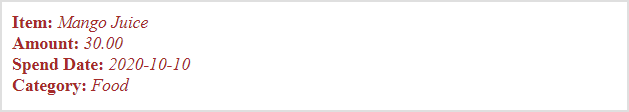 Item: Mango Juice
Amount: 30.00
Spend Date: 2020-10-10
Category: Food